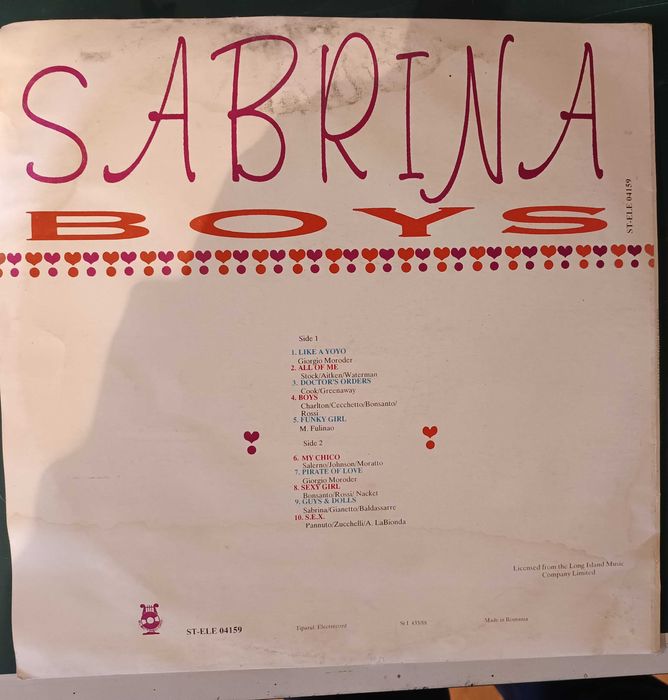 SABRINA
BOYS
ST-ELE 04159
Side 1
1. LIKE A YOYO
Giorgio Moroder
2. ALL OF ME
Stock/Aitken/Waterman
3. DOCTOR'S ORDERS
Cook/Greenaway
4. BOYS
Charlton/Cecchetto/Bonsanto/
Rossi
5. FUNKY GIRL
M. Fulinao
Side 2
6. MY CHICO
Salerno/Johnson/Moratto
7. PIRATE OF LOVE
Giorgio Moroder
8. SEXY GIRL
Bonsanto/Rossi/ Nacket
9. GUYS & DOLLS
Sabrina/Gianetto/Baldassarre
10. S.E.X.
Pannuto/Zucchelli/A. LaBionda
Licensed from the Long Island Music
Company Limited
ST-ELE 04159
Tiparul: Electrecord
Made in Romania